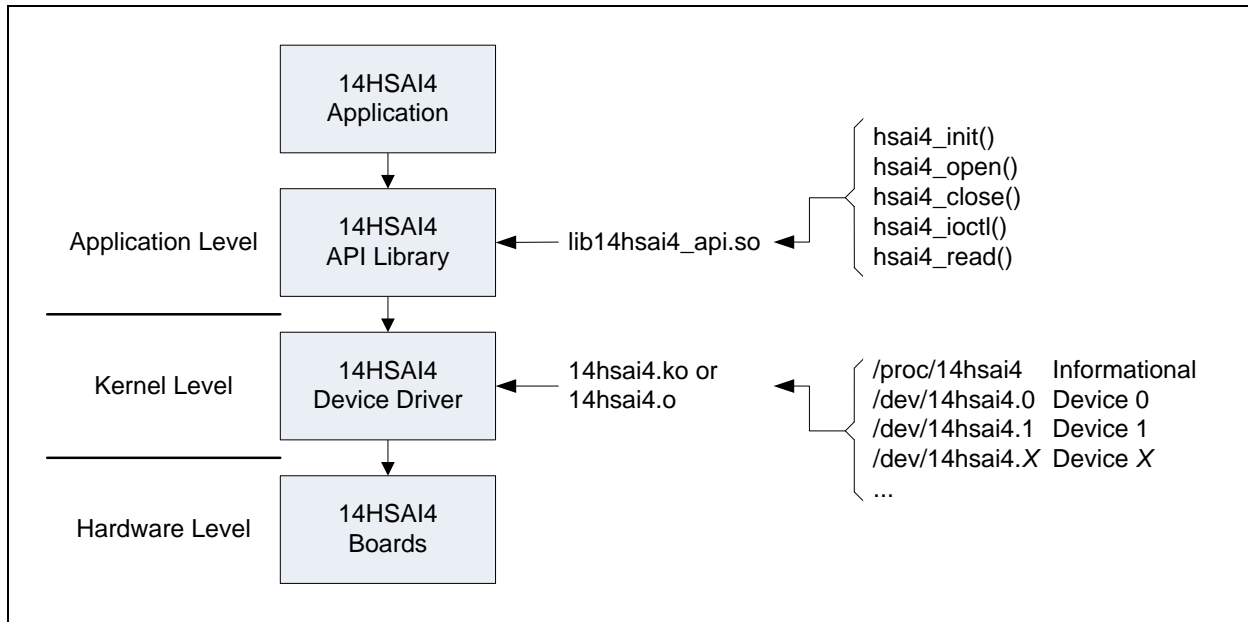 14HSAI4
Application
hsai4_init()
hsai4_open()
hsai4_close()
hsai4_ioctl()
hsai4_read()
Application Level
14HSAI4
API Library
lib14hsai4_api.so
Kernel Level
14HSAI4
Device Driver
14hsai4.ko or
14hsai4.o
/proc/14hsai4 Informational
/dev/14hsai4.0 Device 0
/dev/14hsai4.1 Device 1
/dev/14hsai4.X Device X
...
Hardware Level
14HSAI4
Boards